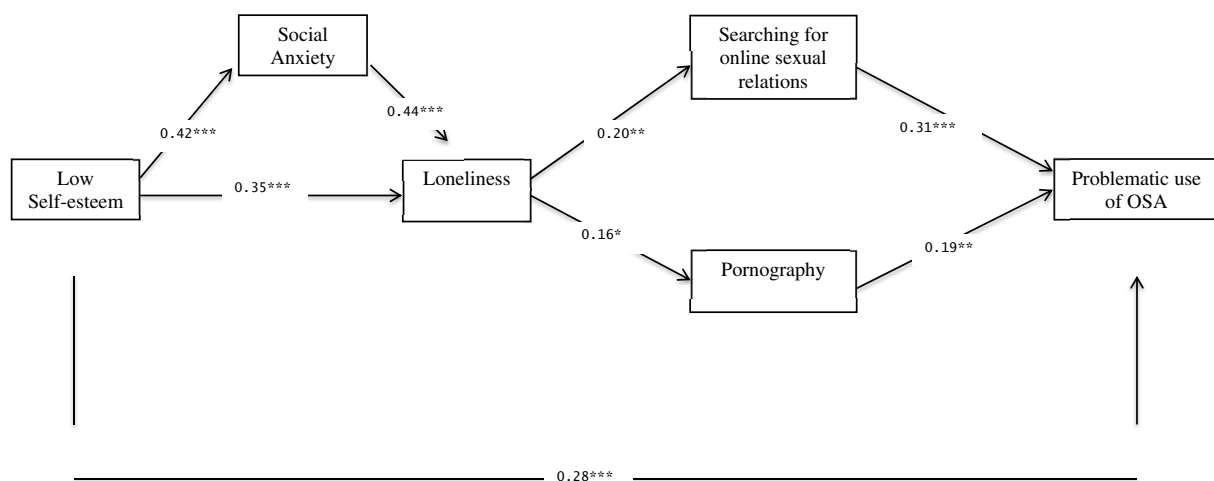 Social
Anxiety
Searching for
online sexual
relations
0.44***
0.42***
0.20**
0.31***
Low
Self-esteem
0.35***
Loneliness
Problematic use
of OSA
0.16*
0.19**
Pornography
0.28***